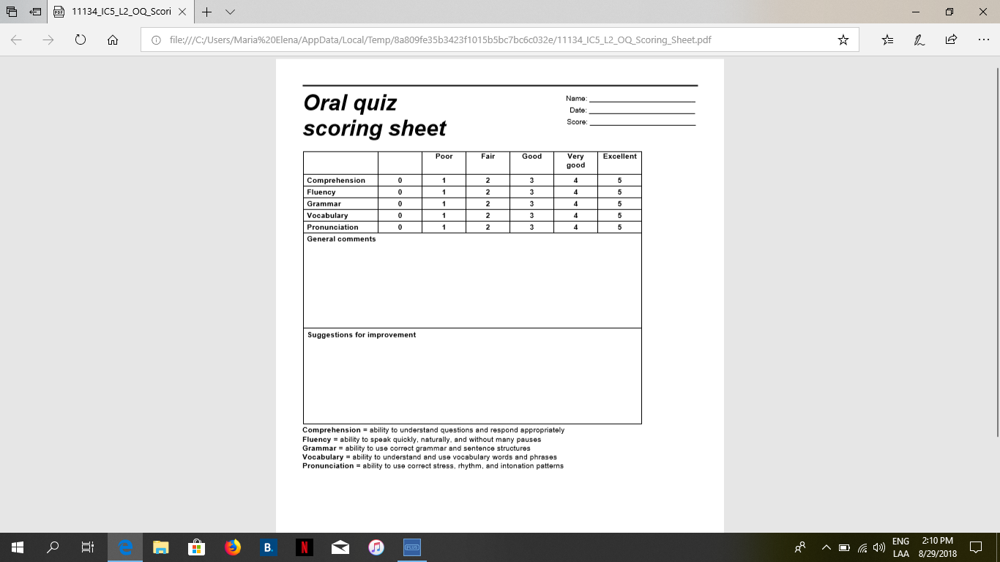 11134_IC5_L2_OQ_Scori
file:///C:/Users/Maria%20Elena/AppData/Local/Temp/8a809fe35b3423f1015b5bc7bc6c032e/11134_IC5_L2_OQ_Scoring_Sheet.pdf
Oral quiz
scoring sheet
Name:
Date:
Score:
Poor Fair Good Very good Excellent
Comprehension 0 1 2 3 4 5
Fluency 0 1 2 3 4 5
Grammar 0 1 2 3 4 5
Vocabulary 0 1 2 3 4 5
Pronunciation 0 1 2 3 4 5
General comments
Suggestions for improvement
Comprehension = ability to understand questions and respond appropriately
Fluency = ability to speak quickly, naturally, and without many pauses
Grammar = ability to use correct grammar and sentence structures
Vocabulary = ability to understand and use vocabulary words and phrases
Pronunciation = ability to use correct stress, rhythm, and intonation patterns
B.
N
PLUS
ENG 2:10 PM
LAA 8/29/2018